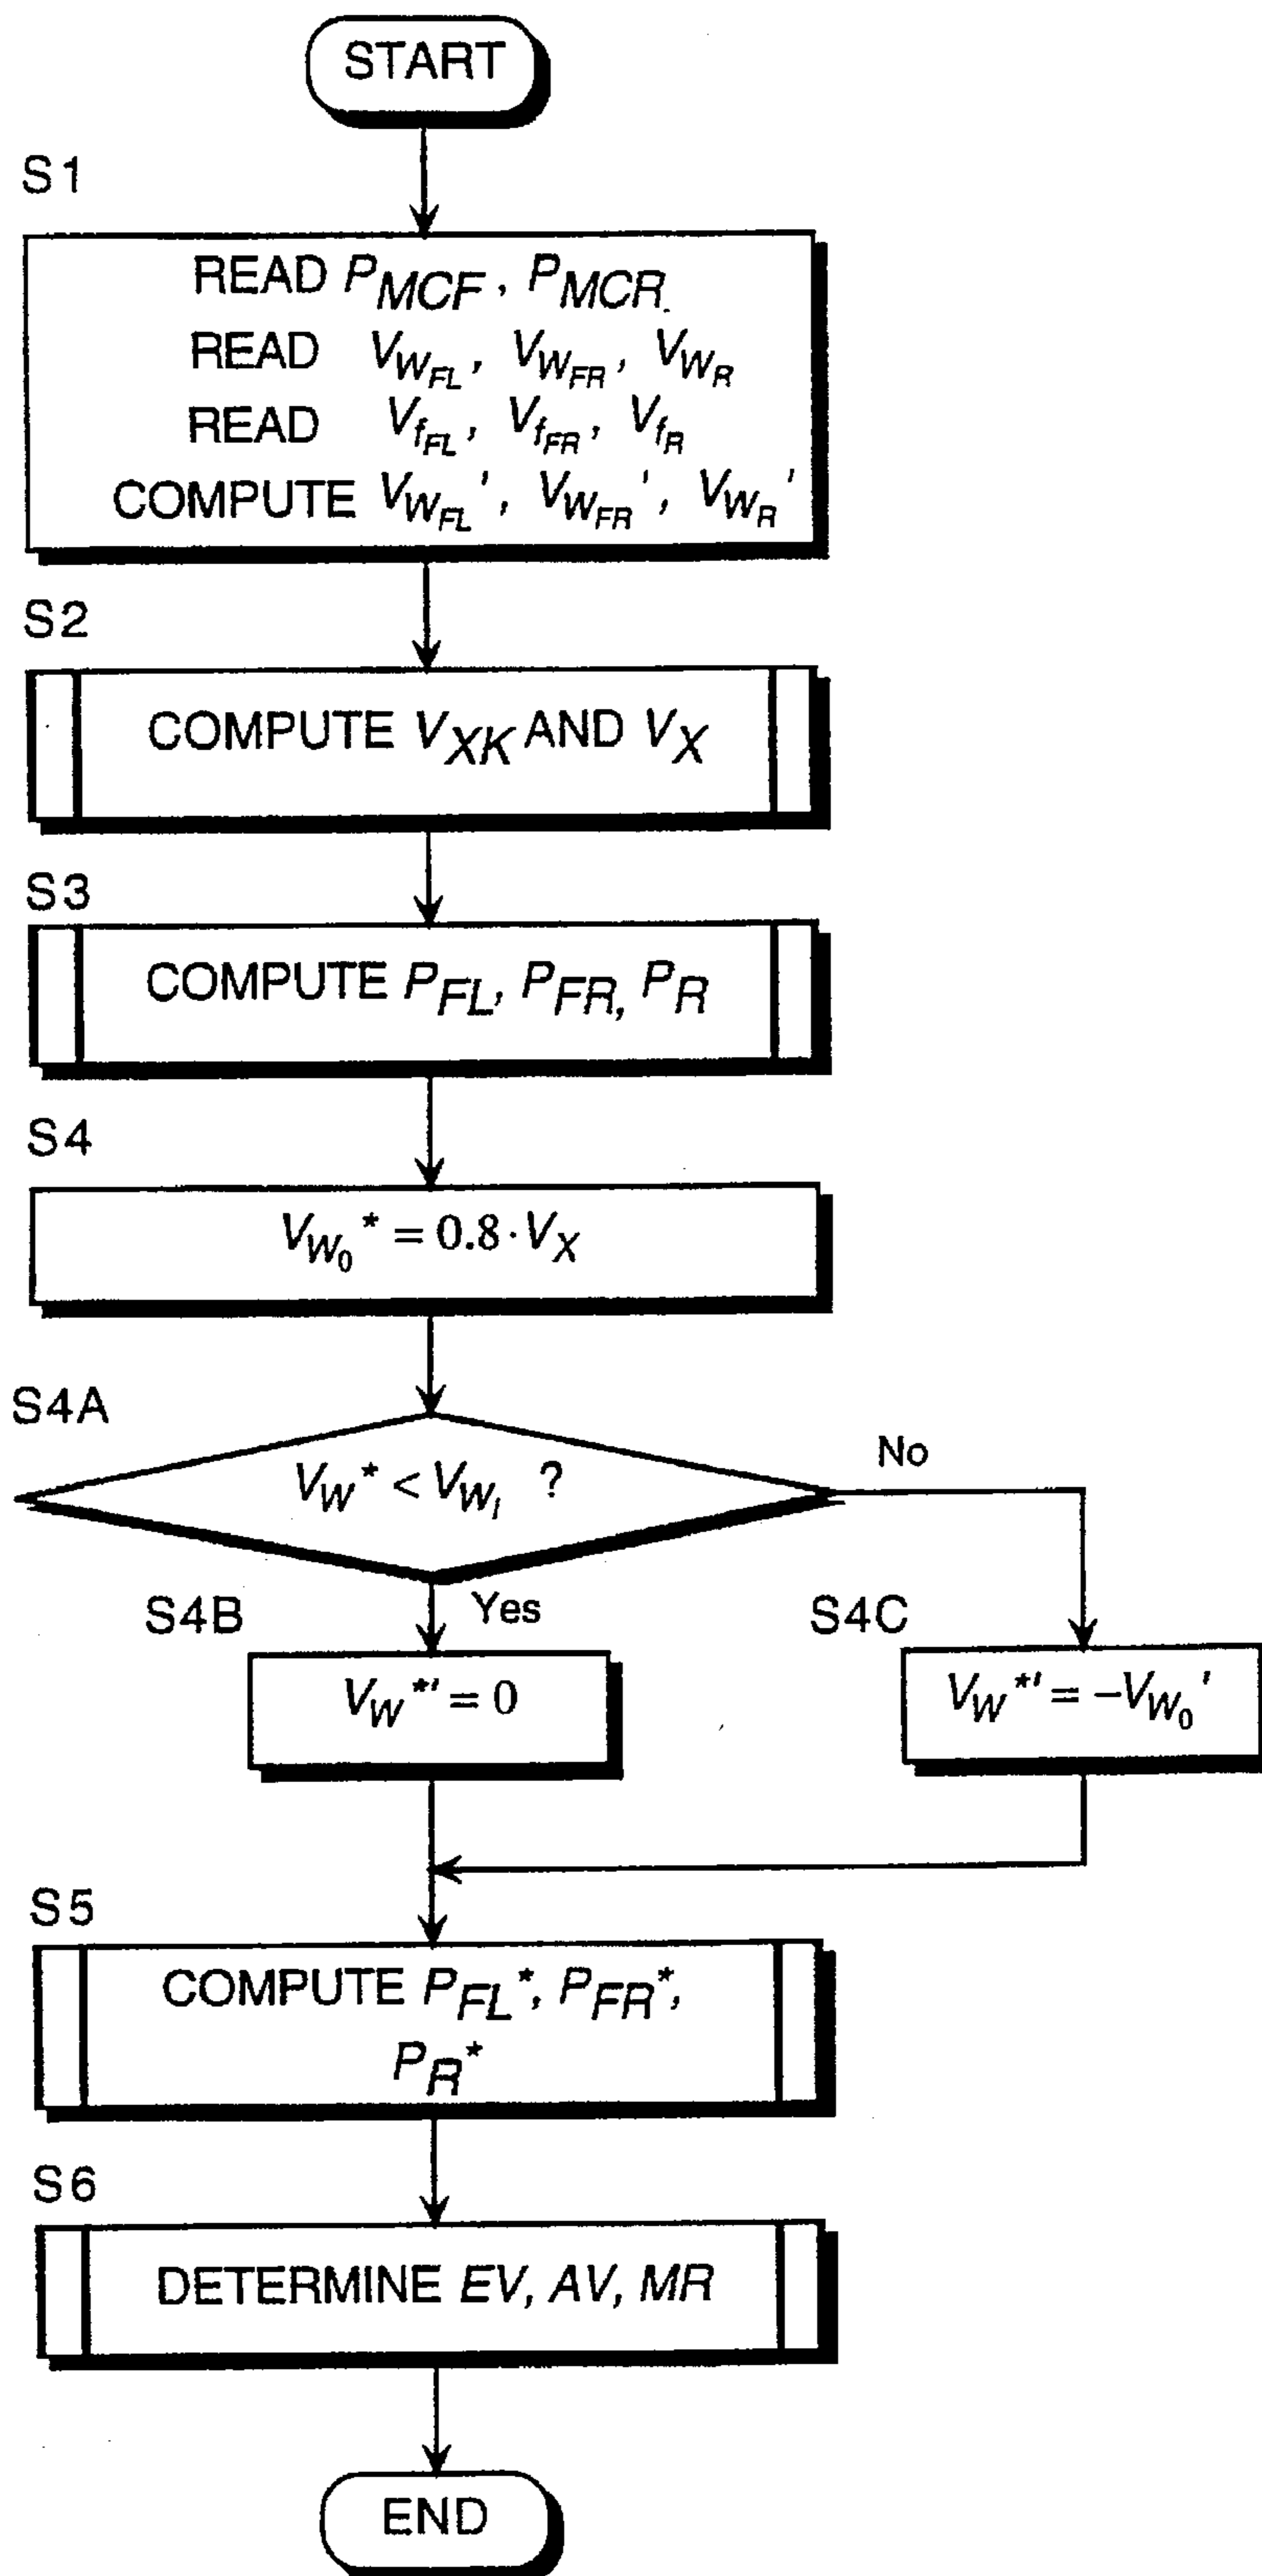 START
S1
READ P_MCF, P_MCR
READ V_W_FL, V_W_FR, V_W_R
READ V_f_FL, V_f_FR, V_f_R
COMPUTE V_W_FL', V_W_FR', V_W_R'
S2
COMPUTE V_XK AND V_X
S3
COMPUTE P_FL, P_FR, P_R
S4
V_W_0* = 0.8 · V_X
S4A
V_W* < V_W_i ?
No
Yes
S4B
V_W*' = 0
S4C
V_W*' = –V_W_0'
S5
COMPUTE P_FL*, P_FR*,
P_R*
S6
DETERMINE EV, AV, MR
END